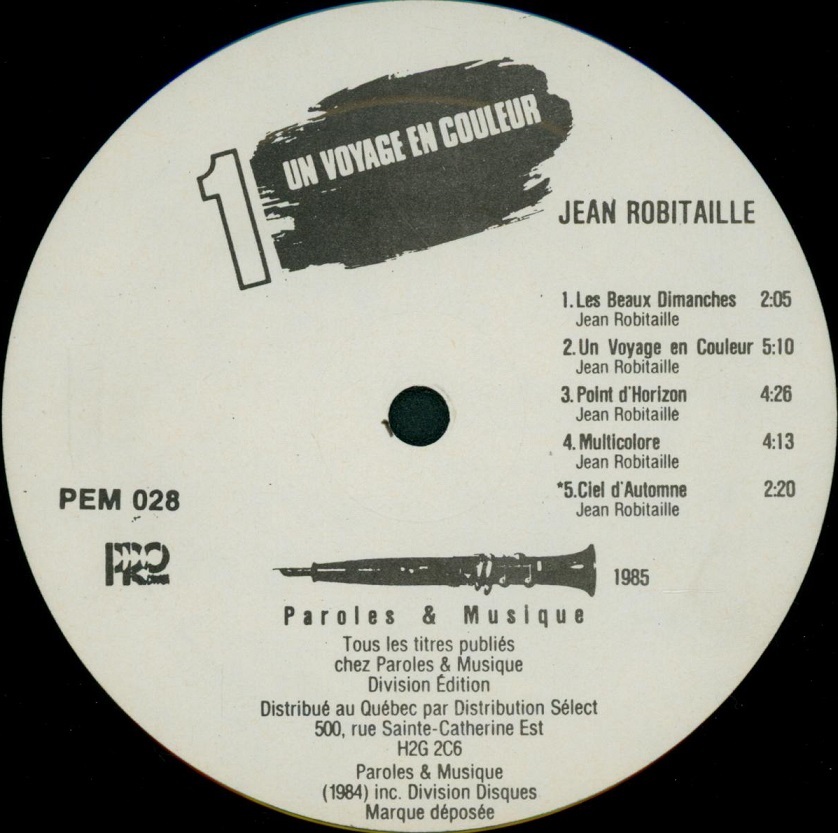 1
UN VOYAGE EN COULEUR
JEAN ROBITAILLE
1. Les Beaux Dimanches 2:05
Jean Robitaille
2. Un Voyage en Couleur 5:10
Jean Robitaille
3. Point d'Horizon 4:26
Jean Robitaille
4. Multicolore 4:13
Jean Robitaille
*5. Ciel d'Automne 2:20
Jean Robitaille
PEM 028
1985
Paroles & Musique
Tous les titres publiés
chez Paroles & Musique
Division Édition
Distribué au Québec par Distribution Sélect
500, rue Sainte-Catherine Est
H2G 2C6
Paroles & Musique
(1984) inc. Division Disques
Marque déposée